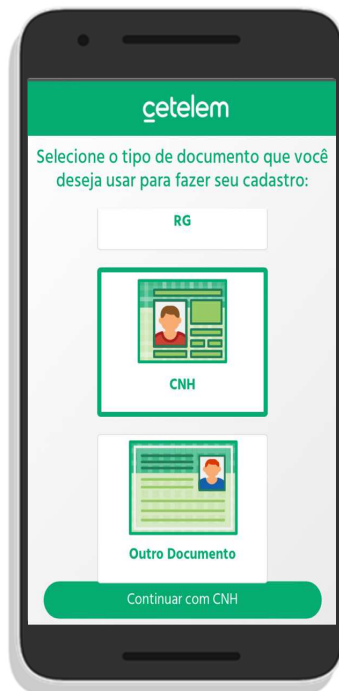 cetelem
Selecione o tipo de documento que você
deseja usar para fazer seu cadastro:
RG
CNH
Outro Documento
Continuar com CNH